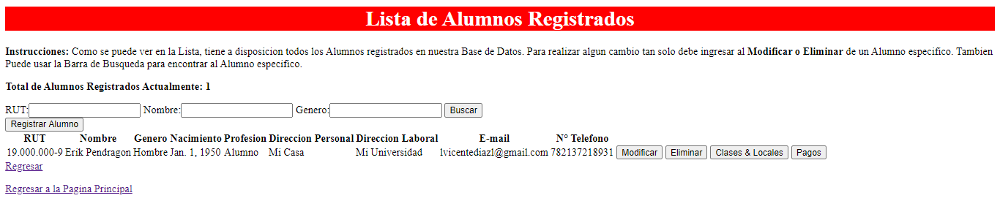 Lista de Alumnos Registrados
Instrucciones: Como se puede ver en la Lista, tiene a disposicion todos los Alumnos registrados en nuestra Base de Datos. Para realizar algun cambio tan solo debe ingresar al Modificar o Eliminar de un Alumno especifico. Tambien
Puede usar la Barra de Busqueda para encontrar al Alumno especifico.
Total de Alumnos Registrados Actualmente: 1
RUT: Nombre: Genero: Buscar
Registrar Alumno
RUT Nombre Genero Nacimiento Profesion Direccion Personal Direccion Laboral E-mail N° Telefono
19.000.000-9 Erik Pendragon Hombre Jan. 1, 1950 Alumno Mi Casa Mi Universidad lvicentediazl@gmail.com 782137218931 Modificar Eliminar Clases & Locales Pagos
Regresar
Regresar a la Pagina Principal